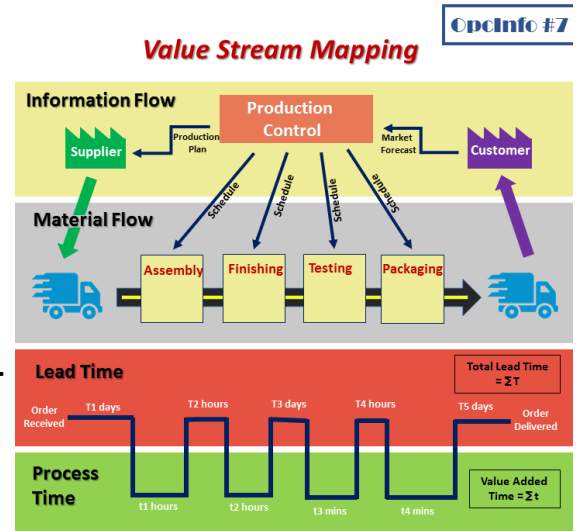 OpcInfo #7
Value Stream Mapping
Information Flow
Production
Control
Supplier
Production
Plan
Market
Forecast
Customer
Schedule
Schedule
Schedule
Schedule
Material Flow
Assembly
Finishing
Testing
Packaging
Lead Time
Total Lead Time
= ∑T
Order
Received
T1 days
T2 hours
T3 days
T4 hours
T5 days
Order
Delivered
Process
Time
t1 hours
t2 hours
t3 mins
t4 mins
Value Added
Time = ∑t